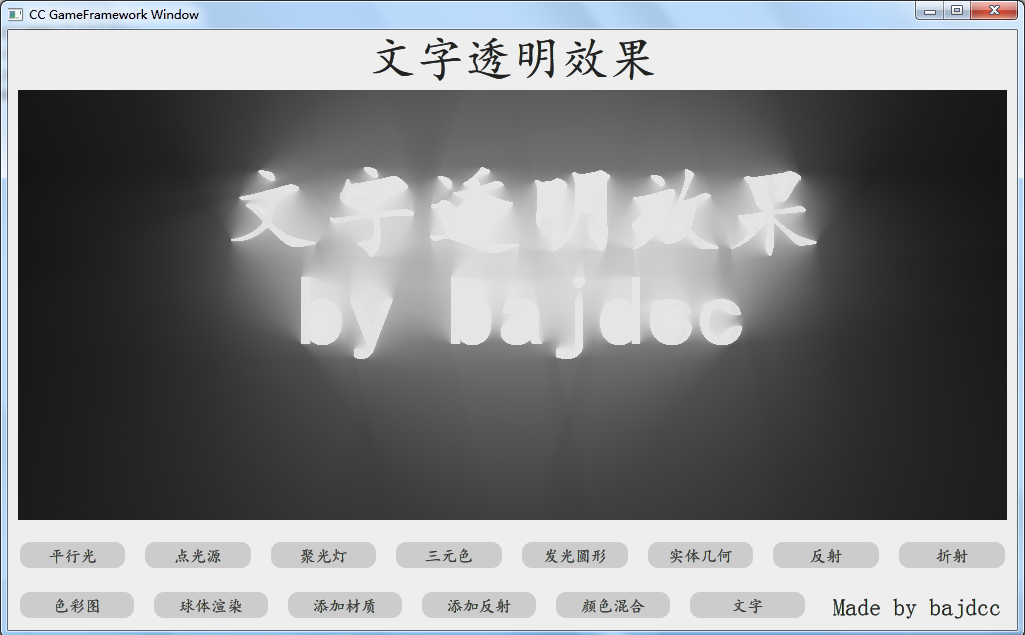 CC GameFramework Window
文字透明效果
文字透明效果
by bajdcc
平行光 点光源 聚光灯 三元色 发光圆形 实体几何 反射 折射
色彩图 球体渲染 添加材质 添加反射 颜色混合 文字 Made by bajdcc